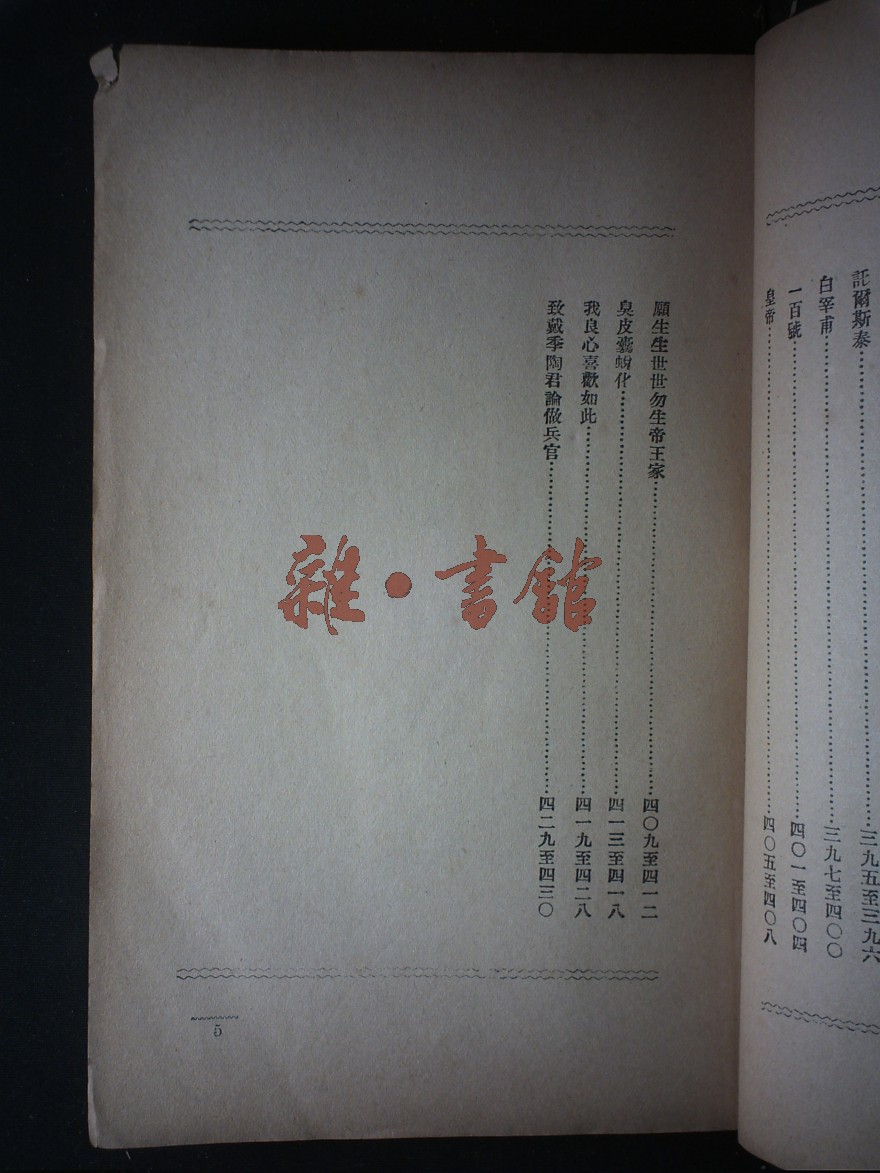 託爾斯泰……三九五至三九六
白宰甫……三九七至四〇〇
一百號……四〇一至四〇四
皇帝……四〇五至四〇八
願生生世世勿生帝王家……四〇九至四一二
臭皮囊蛻化……四一三至四一八
我良心喜歡如此……四一九至四二八
致戴季陶君論做兵官……四二九至四三〇
雜·書館
5